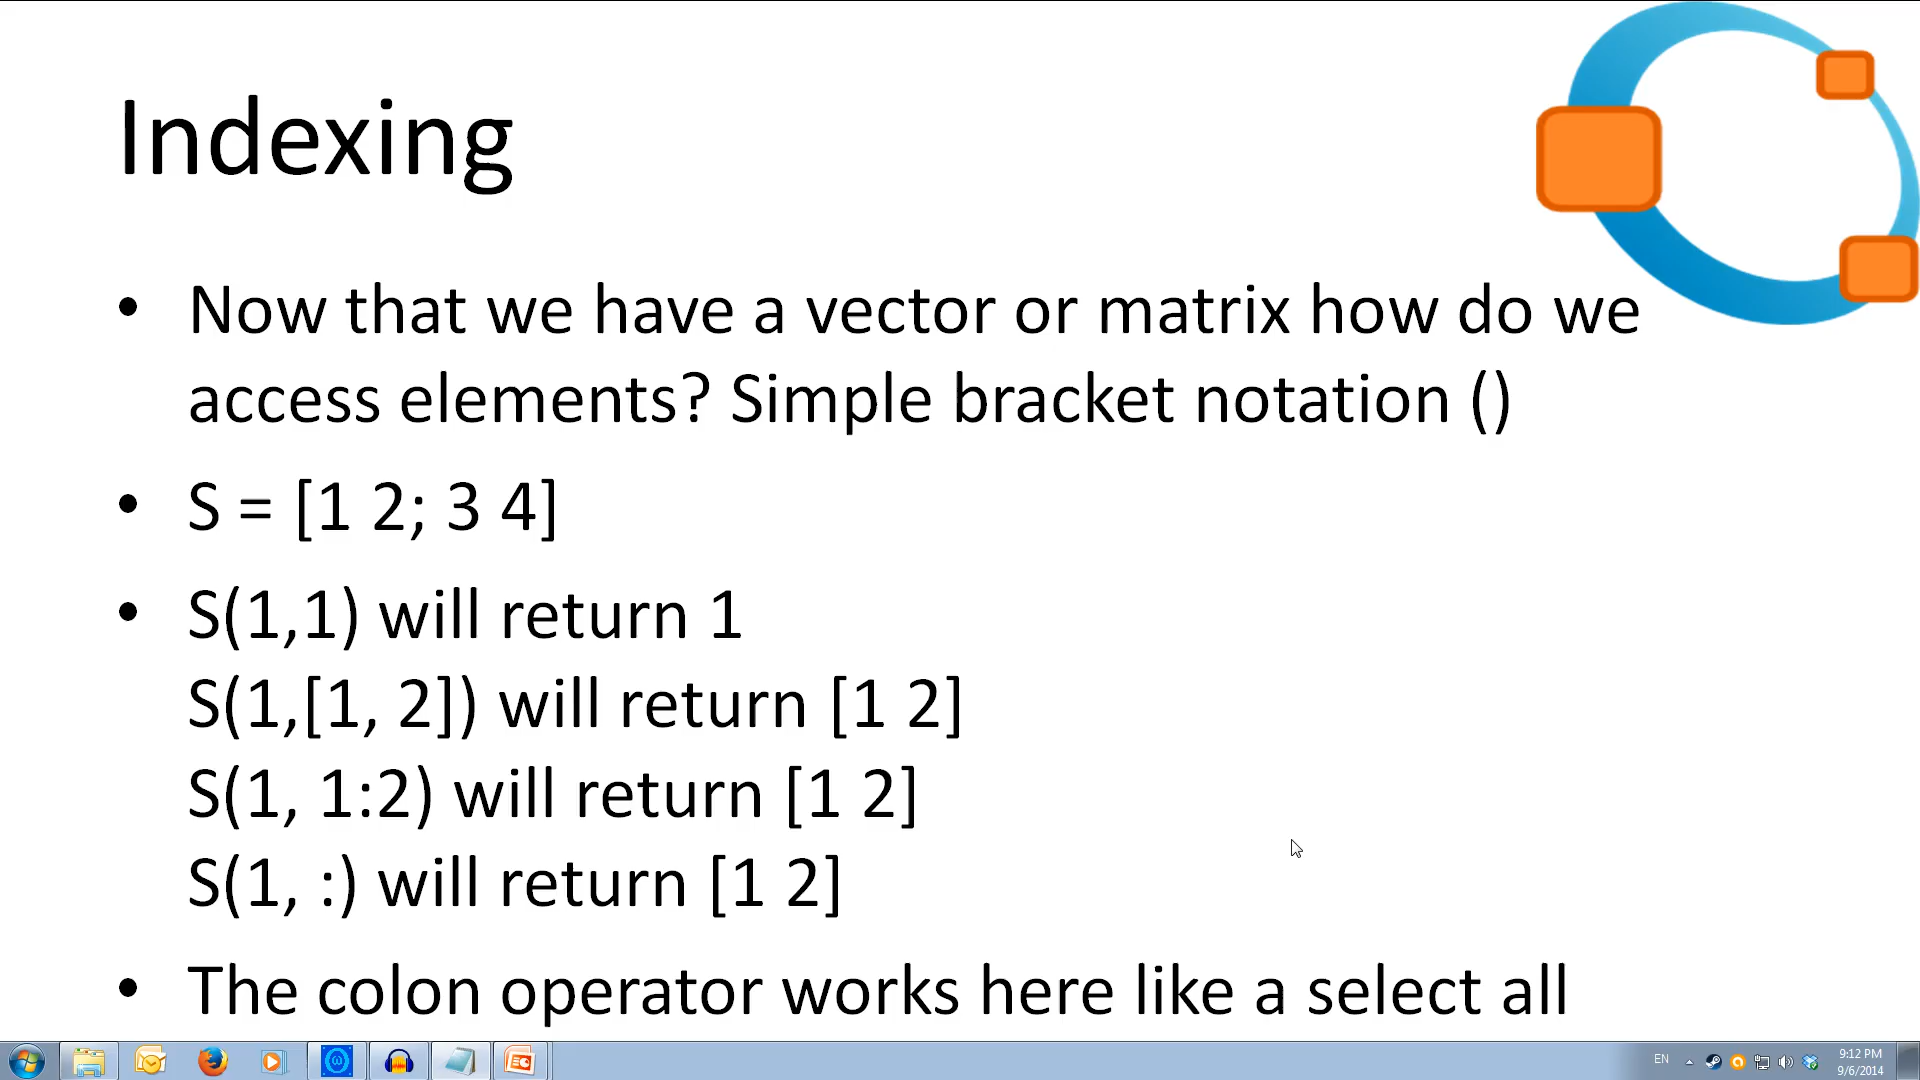 Indexing
• Now that we have a vector or matrix how do we
access elements? Simple bracket notation ()
• S = [1 2; 3 4]
• S(1,1) will return 1
S(1,[1, 2]) will return [1 2]
S(1, 1:2) will return [1 2]
S(1, :) will return [1 2]
• The colon operator works here like a select all
EN
9:12 PM
9/6/2014